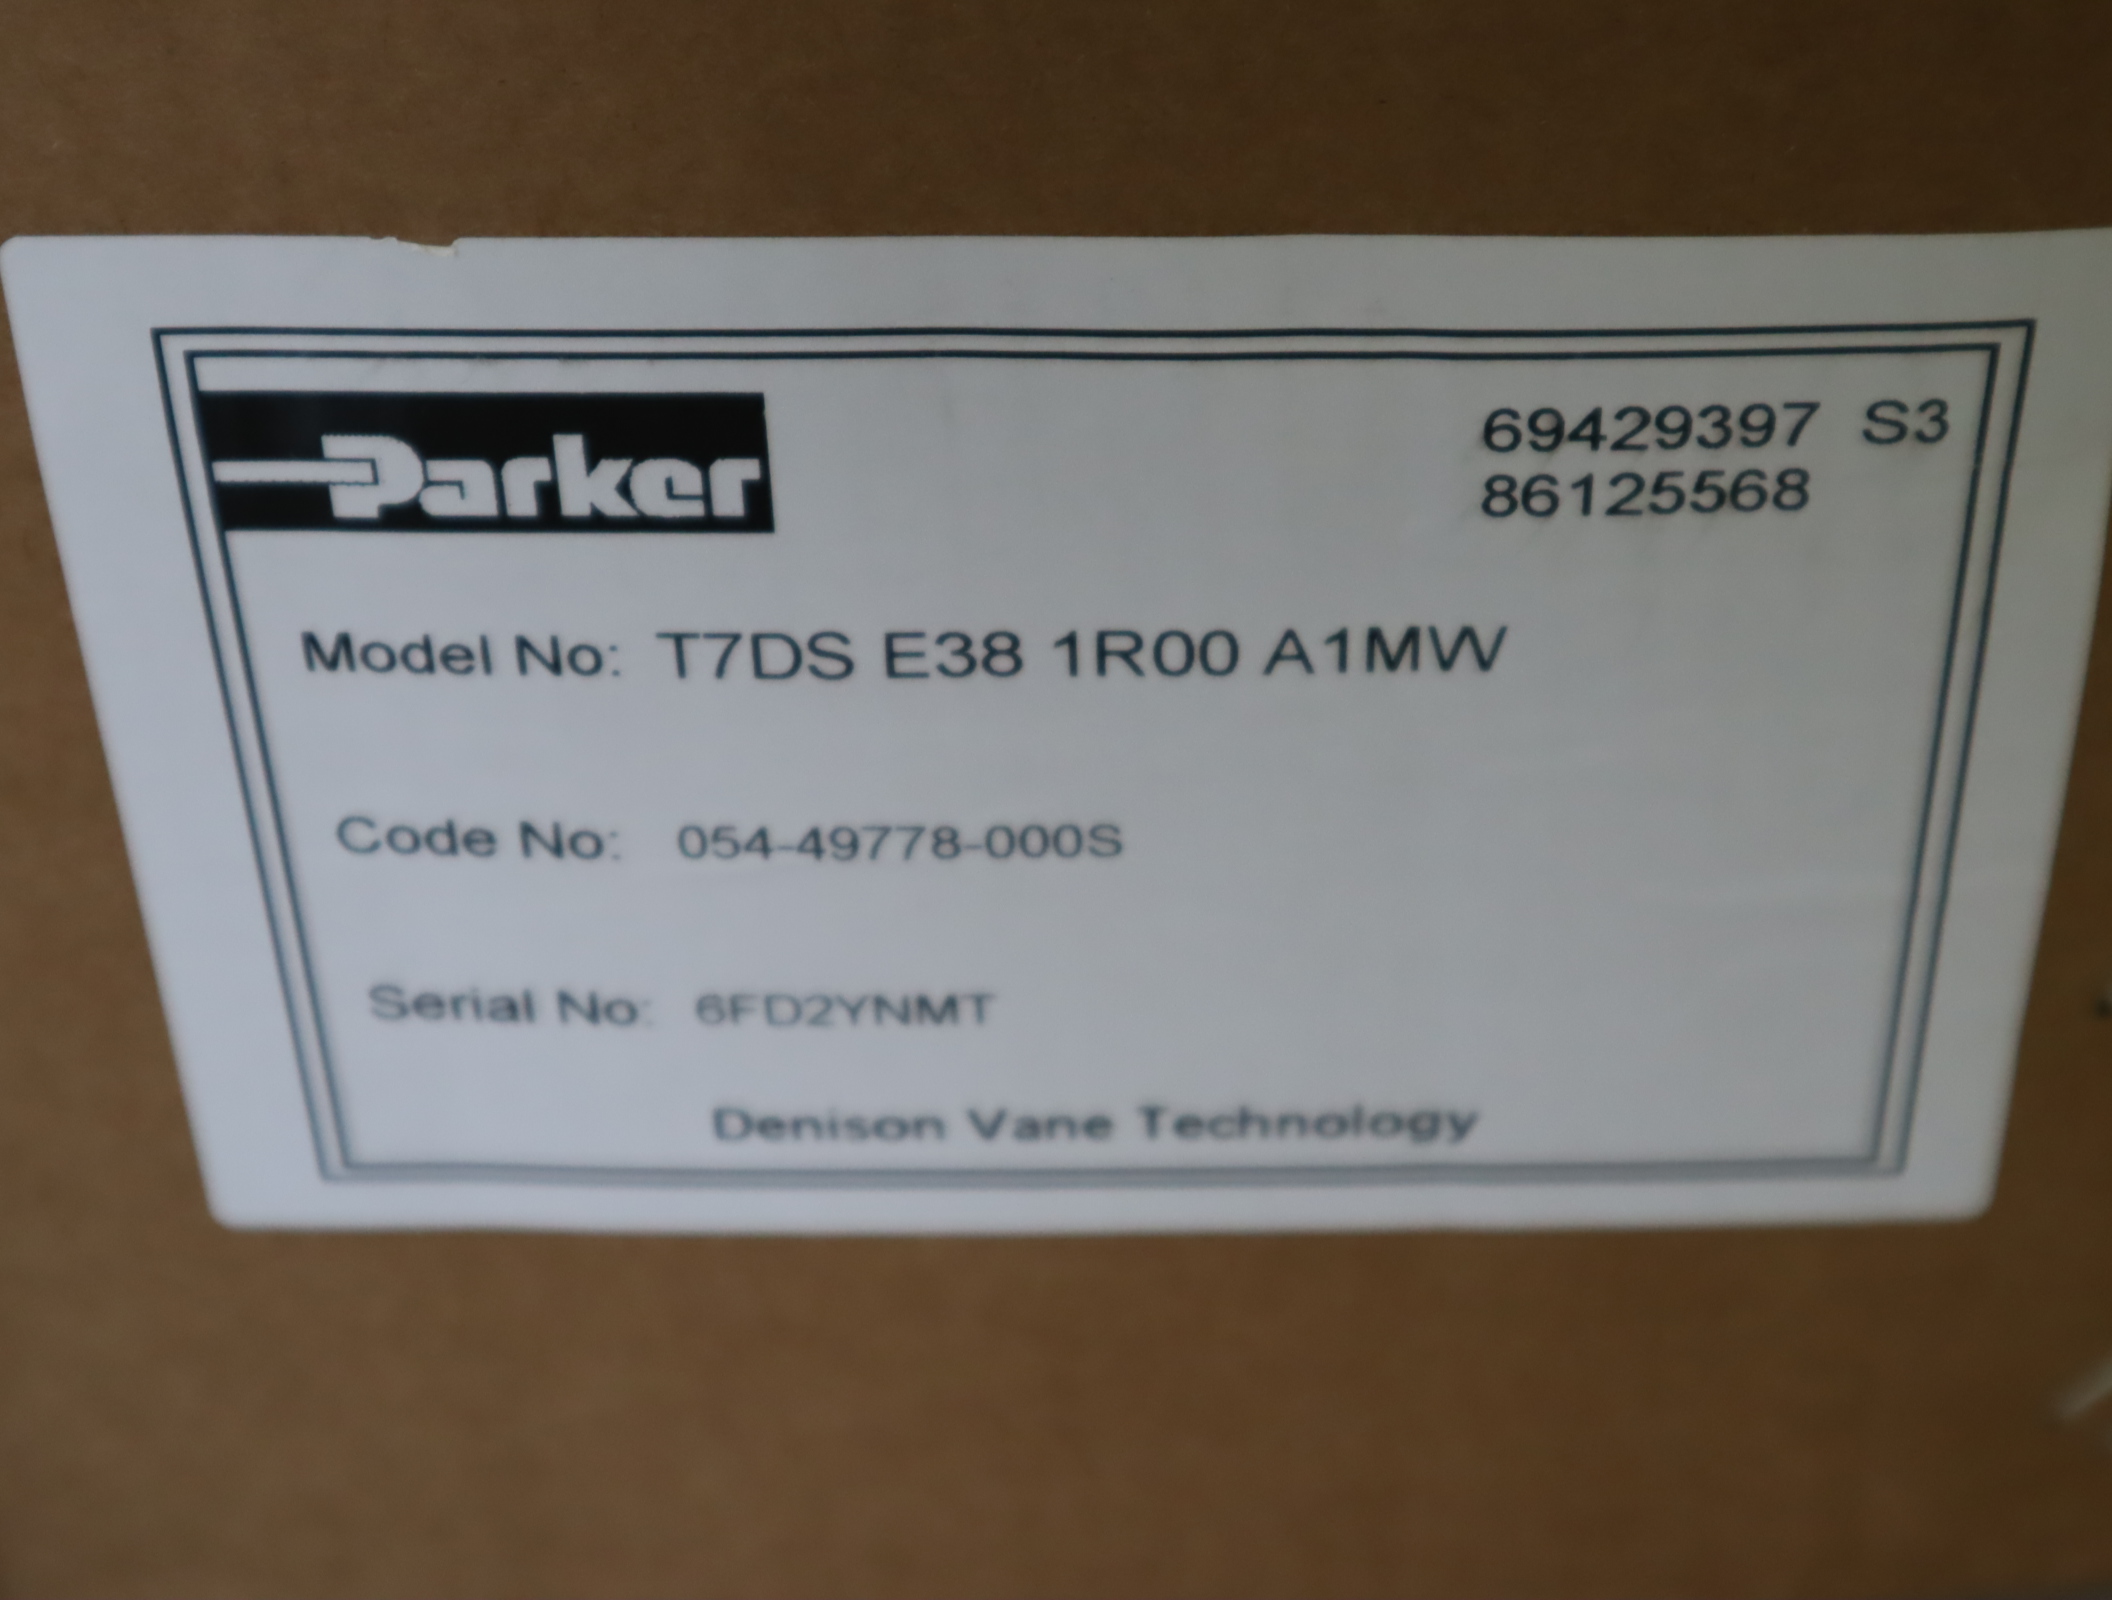 Parker
69429397 S3
86125568
Model No: T7DS E38 1R00 A1MW
Code No: 054-49778-000S
Serial No: 6FD2YNMT
Denison Vane Technology